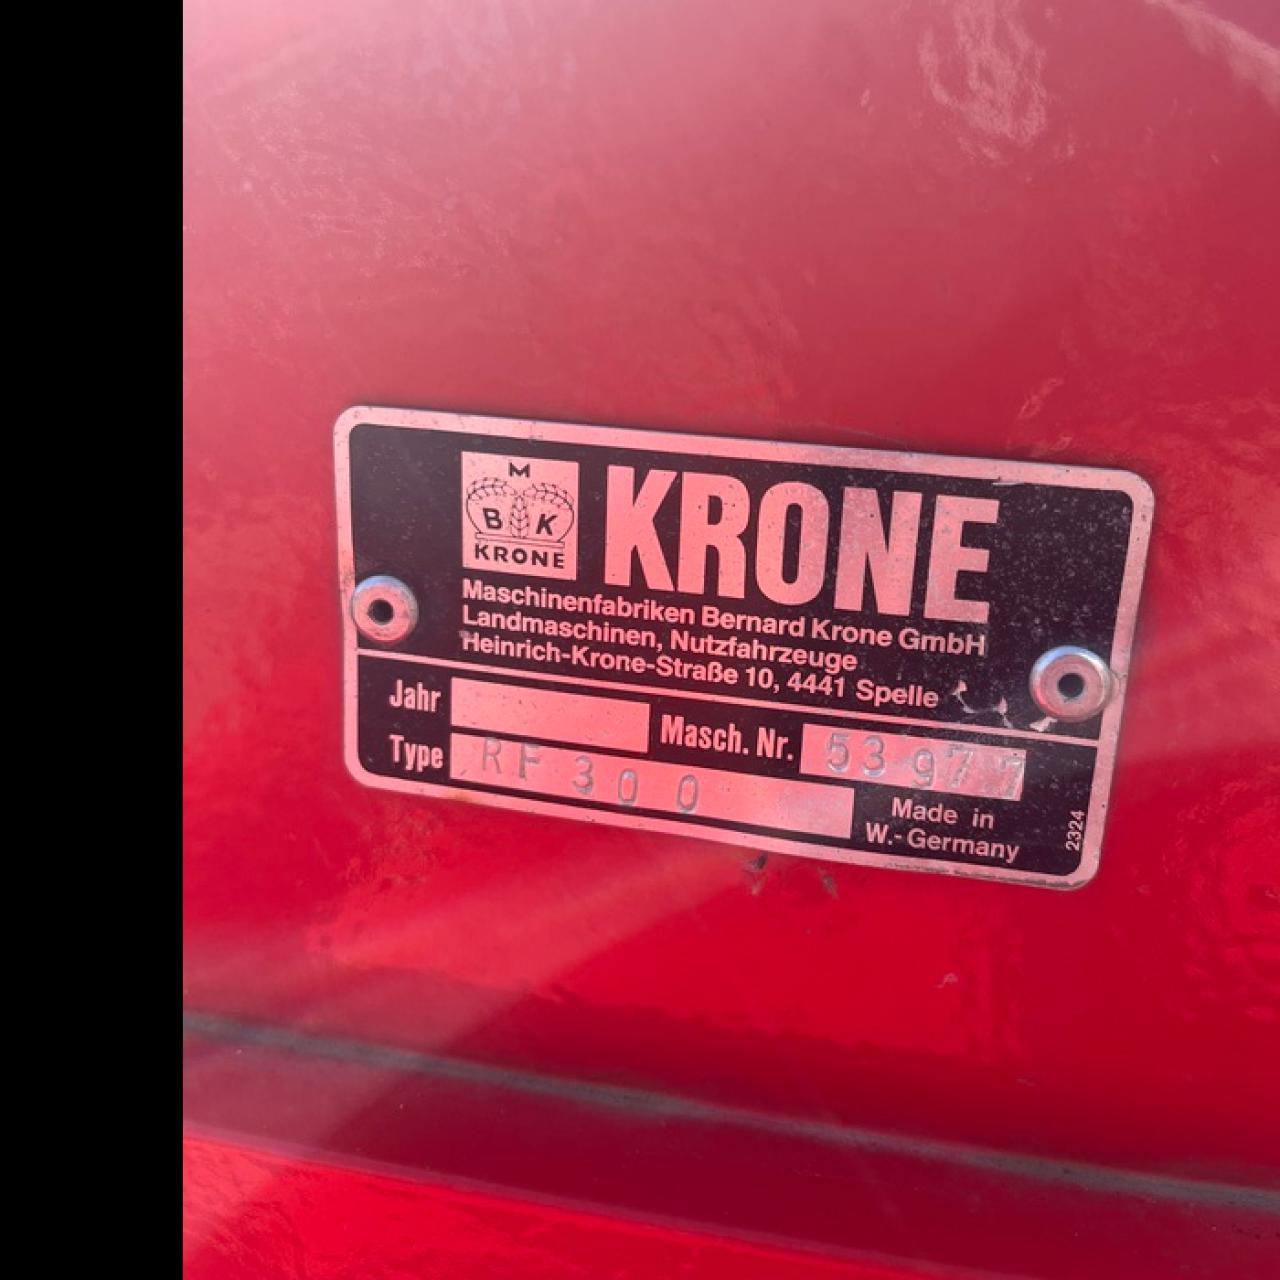 M
B K
KRONE
KRONE
Maschinenfabriken Bernard Krone GmbH
Landmaschinen, Nutzfahrzeuge
Heinrich-Krone-Straße 10, 4441 Spelle
Jahr
Masch. Nr. 53977
Type RF 300
Made in
W.-Germany
2324